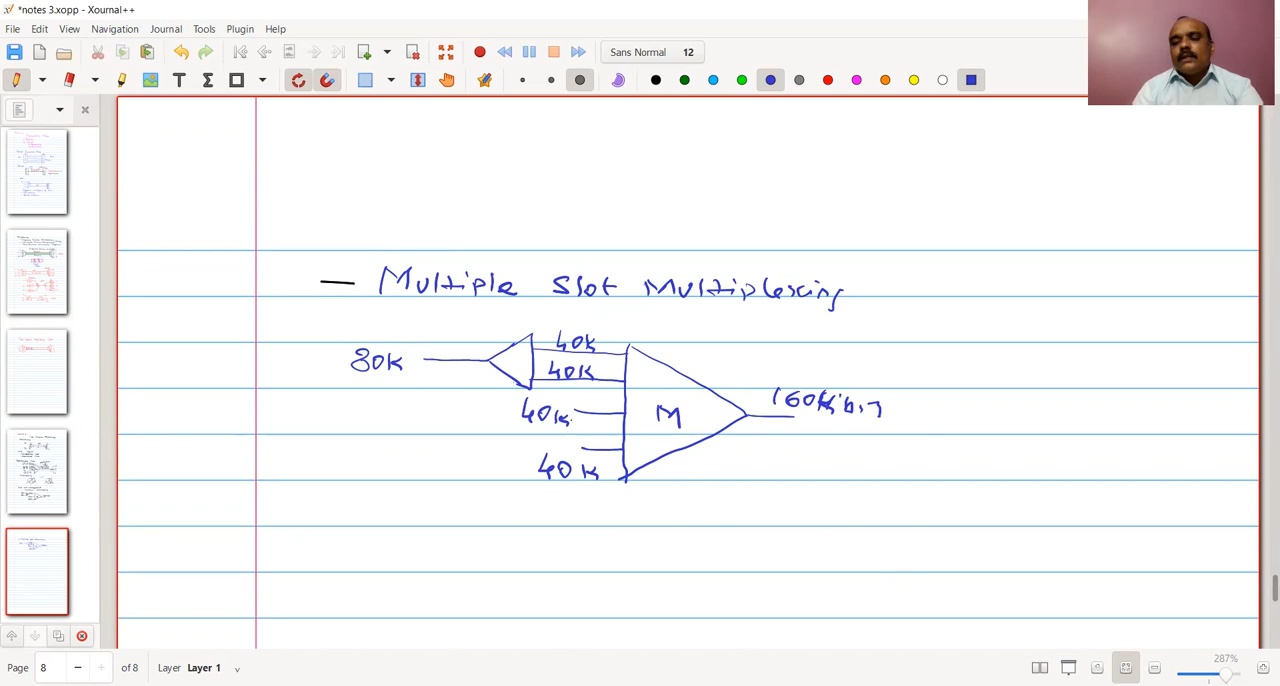 *notes 3.xopp - Xournal++
File Edit View Navigation Journal Tools Plugin Help
Sans Normal 12
— Multiple Slot Multiplexing
80K
40K
40K
40K
40K
M
160Kbit
Page 8 of 8 Layer Layer 1
287%